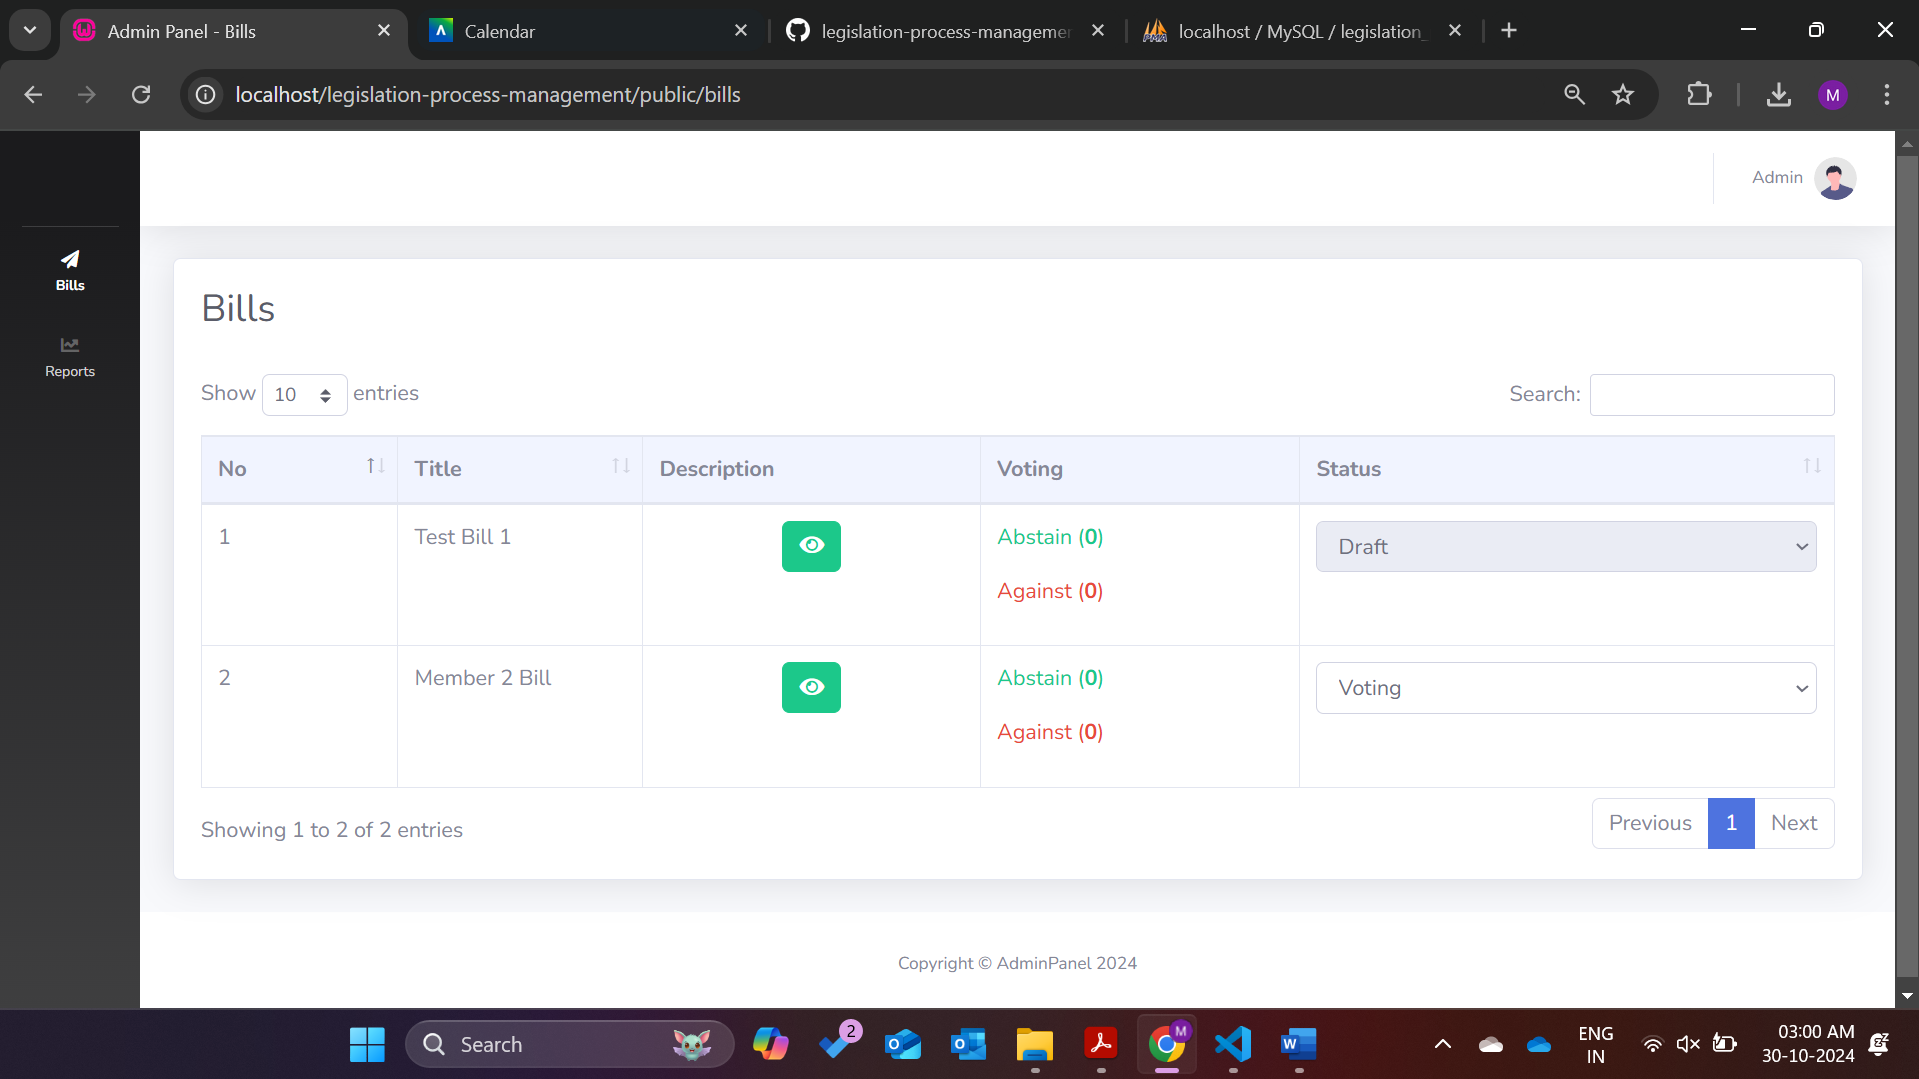 Admin Panel - Bills
Calendar
legislation-process-managemen
localhost / MySQL / legislation_
localhost/legislation-process-management/public/bills
M
Admin
Bills
Reports
Bills
Show 10 entries
Search:
No Title Description Voting Status
1 Test Bill 1 Abstain (0) Draft
Against (0)
2 Member 2 Bill Abstain (0) Voting
Against (0)
Showing 1 to 2 of 2 entries
Previous 1 Next
Copyright © AdminPanel 2024
Search
2
M
ENG
IN
03:00 AM
30-10-2024